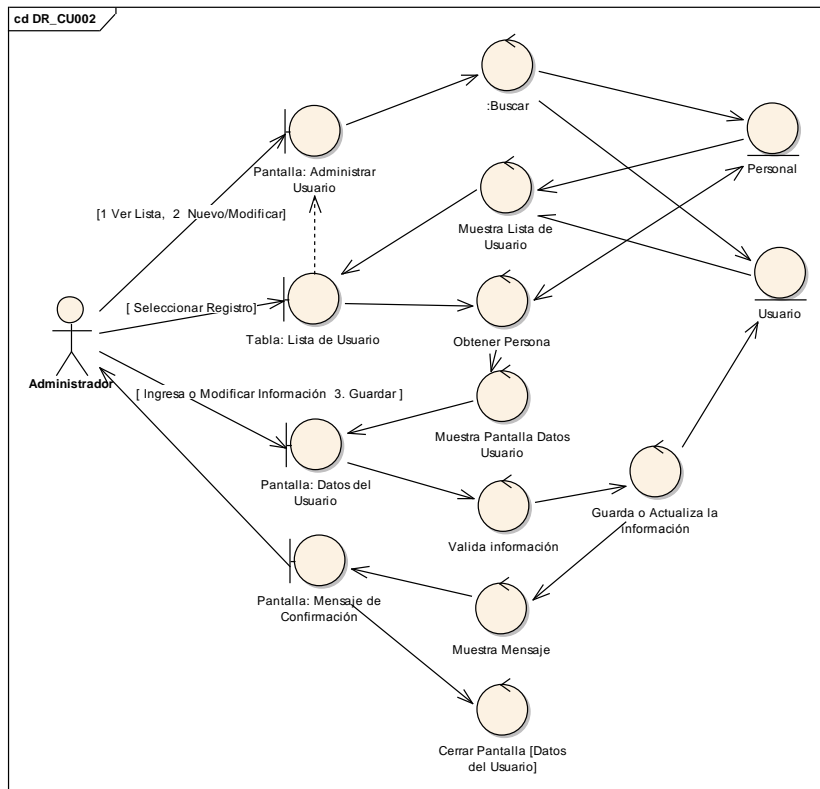 cd DR_CU002
:Buscar
Pantalla: Administrar
Usuario
Personal
[1 Ver Lista,  2  Nuevo/Modificar]
Muestra Lista de
Usuario
[ Seleccionar Registro]
Usuario
Tabla: Lista de Usuario
Obtener Persona
Administrador
[ Ingresa o Modificar Información  3. Guardar ]
Muestra Pantalla Datos
Usuario
Pantalla: Datos del
Usuario
Guarda o Actualiza la
Información
Valida información
Pantalla: Mensaje de
Confirmación
Muestra Mensaje
Cerrar Pantalla [Datos
del Usuario]